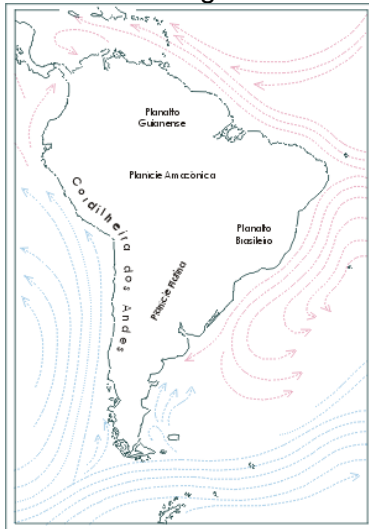 Planalto
Guianense
Planície Amazônica
Cordilheira dos Andes
Planalto
Brasileiro
Planície Platina